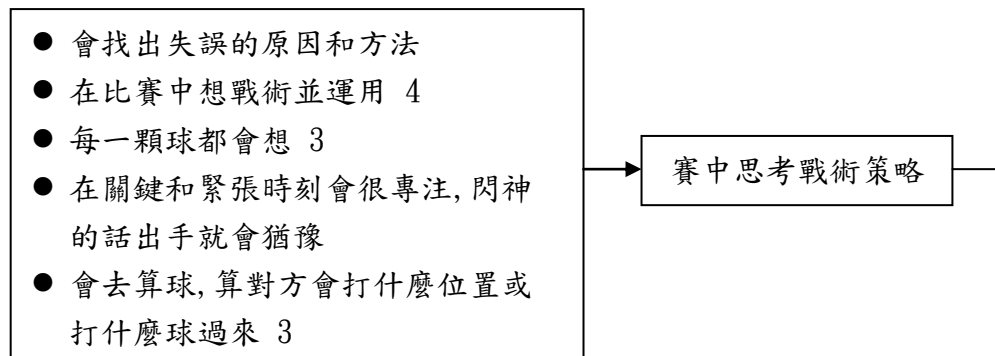 ● 會找出失誤的原因和方法
● 在比賽中想戰術並運用 4
● 每一顆球都會想 3
● 在關鍵和緊張時刻會很專注,閃神
的話出手就會猶豫
● 會去算球,算對方會打什麼位置或
打什麼球過來 3
賽中思考戰術策略